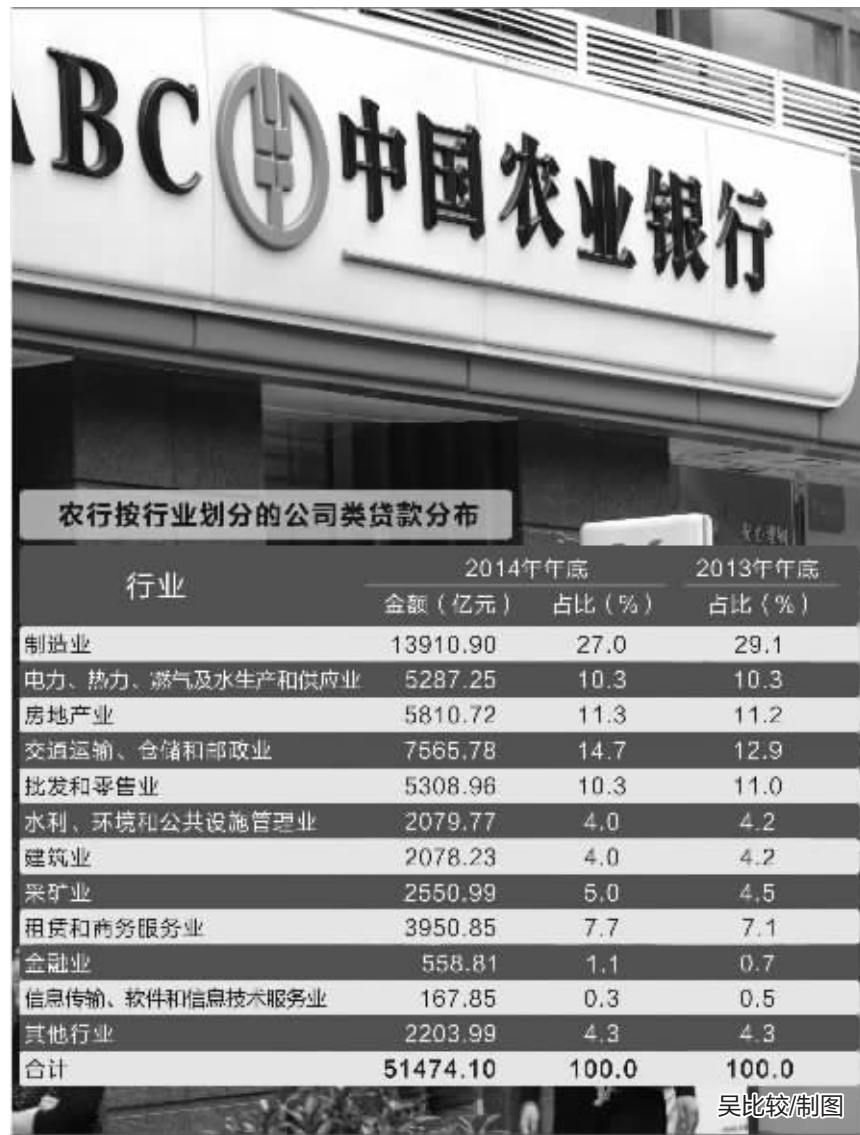 ABC 中国农业银行
农行按行业划分的公司类贷款分布
行业 2014年年底 2013年年底
金额（亿元） 占比（%） 占比（%）
制造业 13910.90 27.0 29.1
电力、热力、燃气及水生产和供应业 5287.25 10.3 10.3
房地产业 5810.72 11.3 11.2
交通运输、仓储和邮政业 7565.78 14.7 12.9
批发和零售业 5308.96 10.3 11.0
水利、环境和公共设施管理业 2079.77 4.0 4.2
建筑业 2078.23 4.0 4.2
采矿业 2550.99 5.0 4.5
租赁和商务服务业 3950.85 7.7 7.1
金融业 558.81 1.1 0.7
信息传输、软件和信息技术服务业 167.85 0.3 0.5
其他行业 2203.99 4.3 4.3
合计 51474.10 100.0 100.0
吴比较/制图